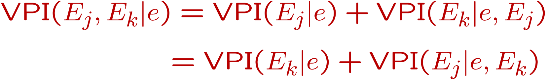 VPI(E_j, E_k|e) = VPI(E_j|e) + VPI(E_k|e, E_j)
= VPI(E_k|e) + VPI(E_j|e, E_k)